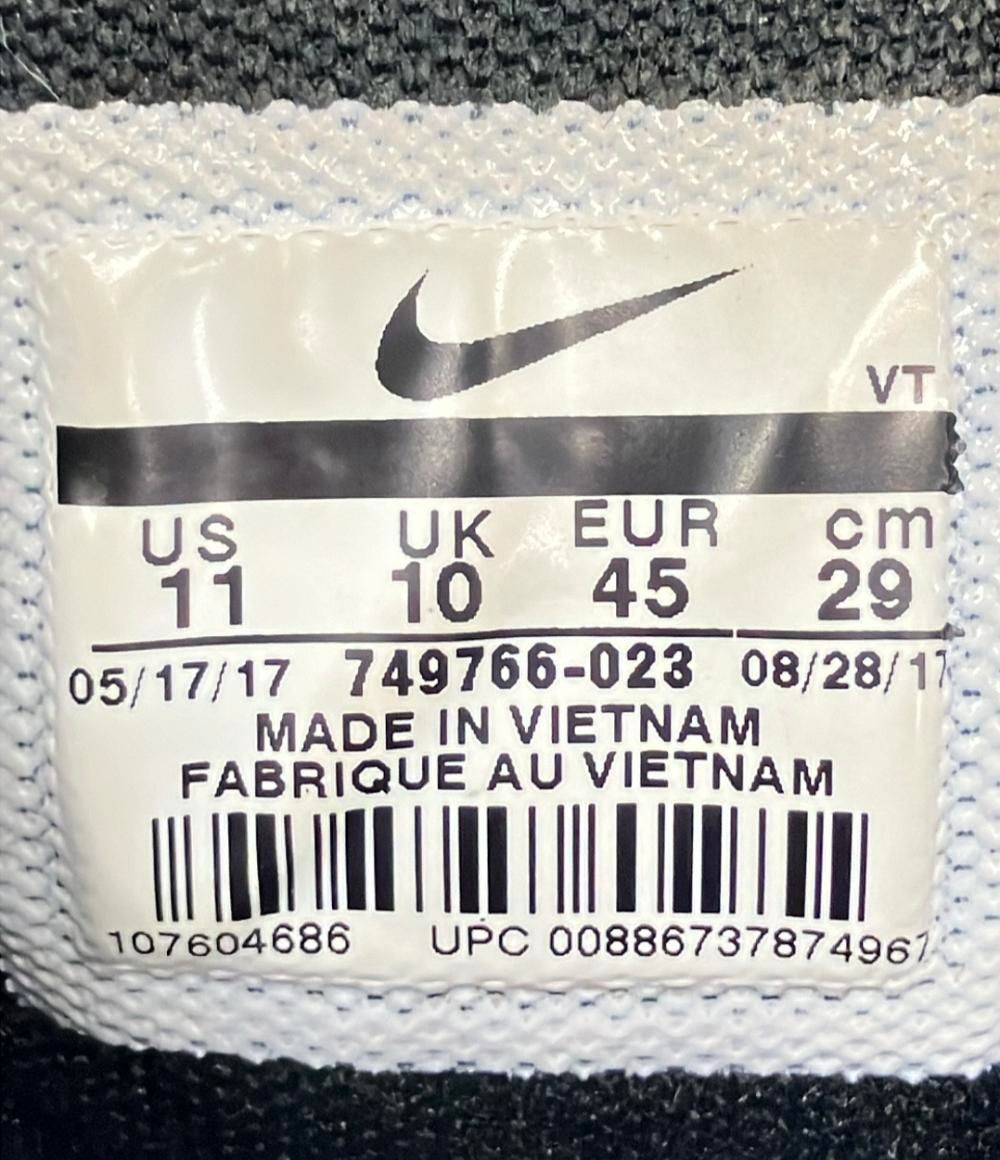 VT
US UK EUR cm
11 10 45 29
05/17/17 749766-023 08/28/17
MADE IN VIETNAM
FABRIQUE AU VIETNAM
107604686 UPC 00886737874967